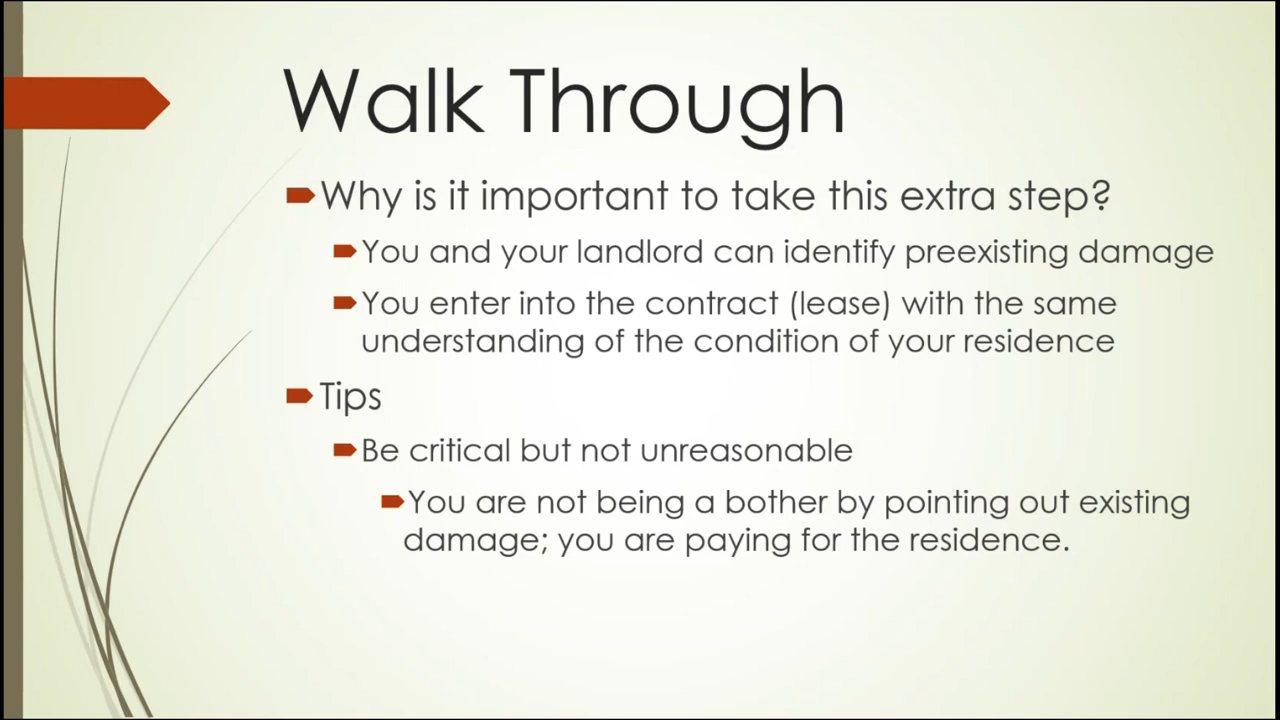 Walk Through
Why is it important to take this extra step?
You and your landlord can identify preexisting damage
You enter into the contract (lease) with the same
understanding of the condition of your residence
Tips
Be critical but not unreasonable
You are not being a bother by pointing out existing
damage; you are paying for the residence.